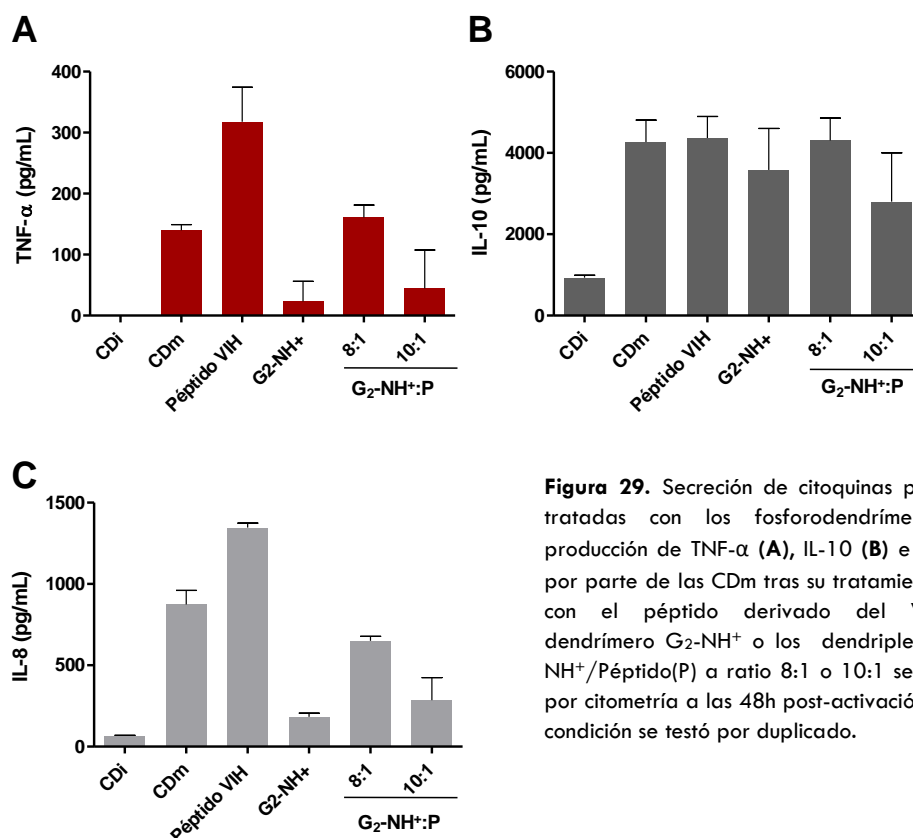 A
B
400
300
200
100
0
TNF-α (pg/mL)
CDi
CDm
Péptido VIH
G2-NH+
8:1
10:1
G₂-NH⁺:P
6000
4000
2000
0
IL-10 (pg/mL)
CDi
CDm
Péptido VIH
G2-NH+
8:1
10:1
G₂-NH⁺:P
C
1500
1000
500
0
IL-8 (pg/mL)
CDi
CDm
Péptido VIH
G2-NH+
8:1
10:1
G₂-NH⁺:P
Figura 29. Secreción de citoquinas p
tratadas con los fosforodendríme
producción de TNF-α (A), IL-10 (B) e
por parte de las CDm tras su tratamie
con el péptido derivado del
dendrímero G₂-NH⁺ o los dendriple
NH⁺/Péptido(P) a ratio 8:1 o 10:1 se
por citometría a las 48h post-activació
condición se testó por duplicado.